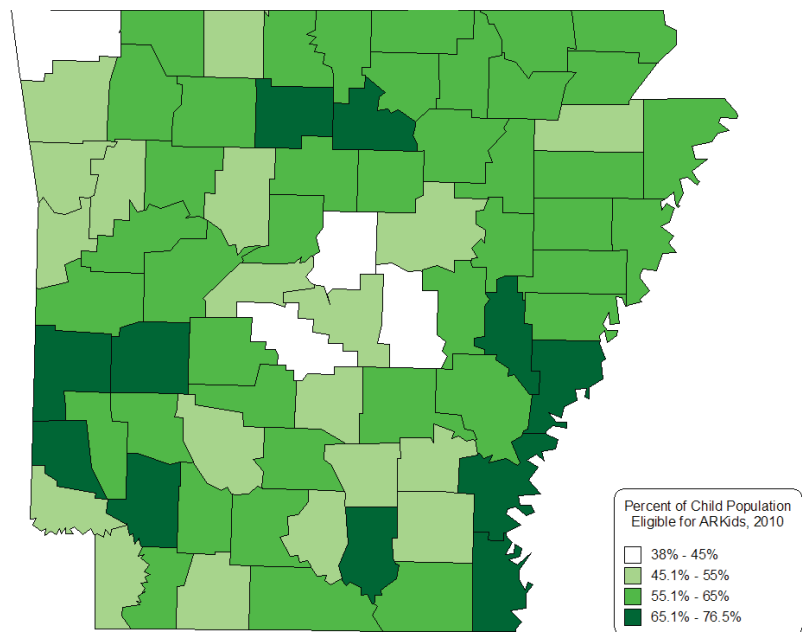 Percent of Child Population
Eligible for ARKids, 2010
38% - 45%
45.1% - 55%
55.1% - 65%
65.1% - 76.5%